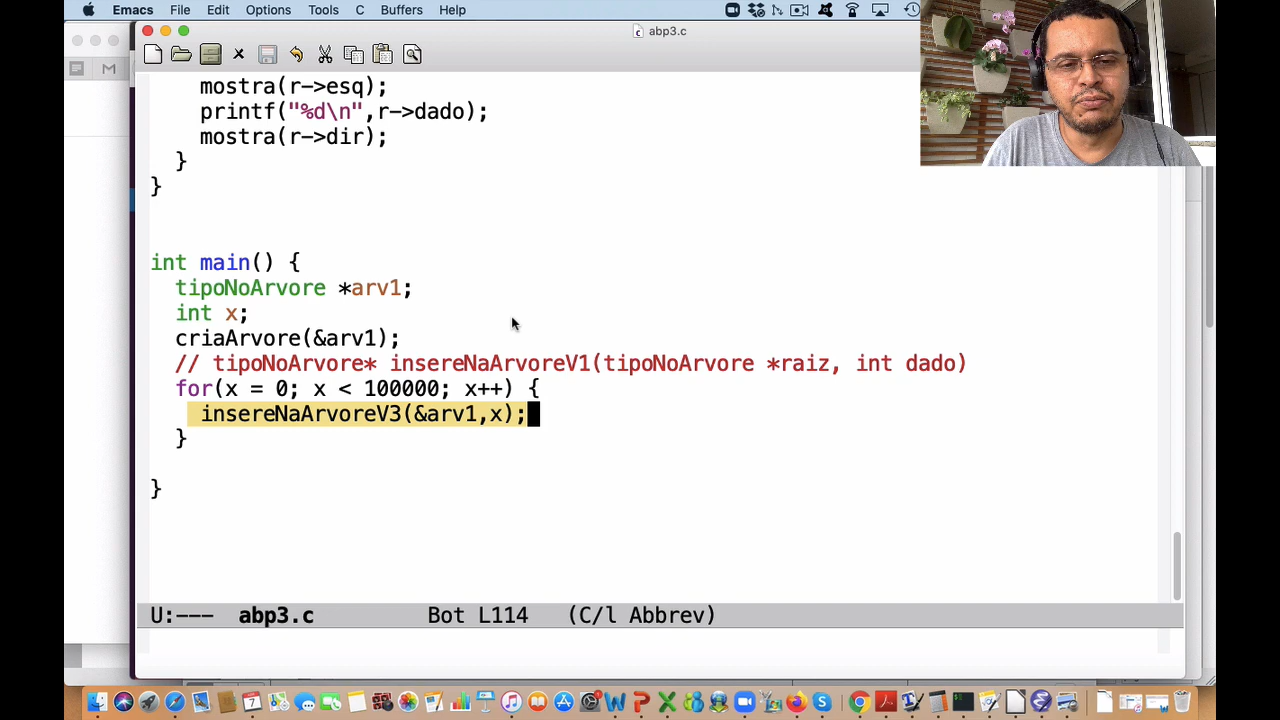 Emacs File Edit Options Tools C Buffers Help
abp3.c
M
mostra(r->esq);
printf("%d\n",r->dado);
mostra(r->dir);
}
}
int main() {
tipoNoArvore *arv1;
int x;
criaArvore(&arv1);
// tipoNoArvore* insereNaArvoreV1(tipoNoArvore *raiz, int dado)
for(x = 0; x < 100000; x++) {
insereNaArvoreV3(&arv1,x);
}
}
U:--- abp3.c Bot L114 (C/l Abbrev)